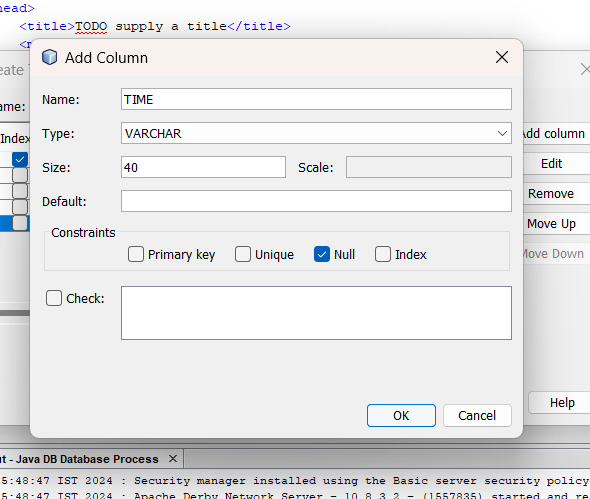 ead>
<title>TODO supply a title</title>
Add Column
eate
ame:
Index
Name:
TIME
Type:
VARCHAR
Add column
Size:
40
Scale:
Edit
Default:
Remove
Move Up
Constraints
Primary key
Unique
Null
Index
Move Down
Check:
OK
Cancel
Help
ut - Java DB Database Process
5:48:47 IST 2024 : Security manager installed using the Basic server security policy
5:48:47 IST 2024 : Apache Derby Network Server - 10.8.3.2 - (1557835) started and re